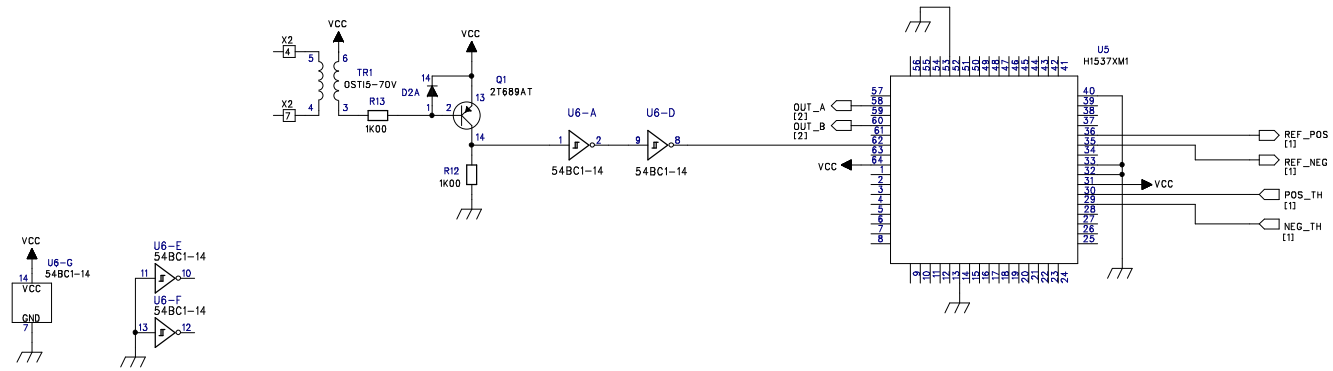 X2
4
5
VCC
6
TR1
OSTI5-70V
X2
7
4
3
R13
1K00
D2A
14
1
VCC
Q1
2T689AT
13
2
14
R12
1K00
U6-A
1
2
54BC1-14
U6-D
9
8
54BC1-14
U5
H1537XM1
56 55 54 53 52 51 50 49 48 47 46 45 44 43 42 41
OUT_A
[2]
OUT_B
[2]
VCC
57
58
59
60
61
62
63
64
1
2
3
4
5
6
7
8
9 10 11 12 13 14 15 16 17 18 19 20 21 22 23 24
40
39
38
37
36
35
34
33
32
31
30
29
28
27
26
25
VCC
REF_POS
[1]
REF_NEG
[1]
POS_TH
[1]
NEG_TH
[1]
VCC
U6-G
54BC1-14
14
VCC
GND
7
U6-E
54BC1-14
11
10
U6-F
54BC1-14
13
12